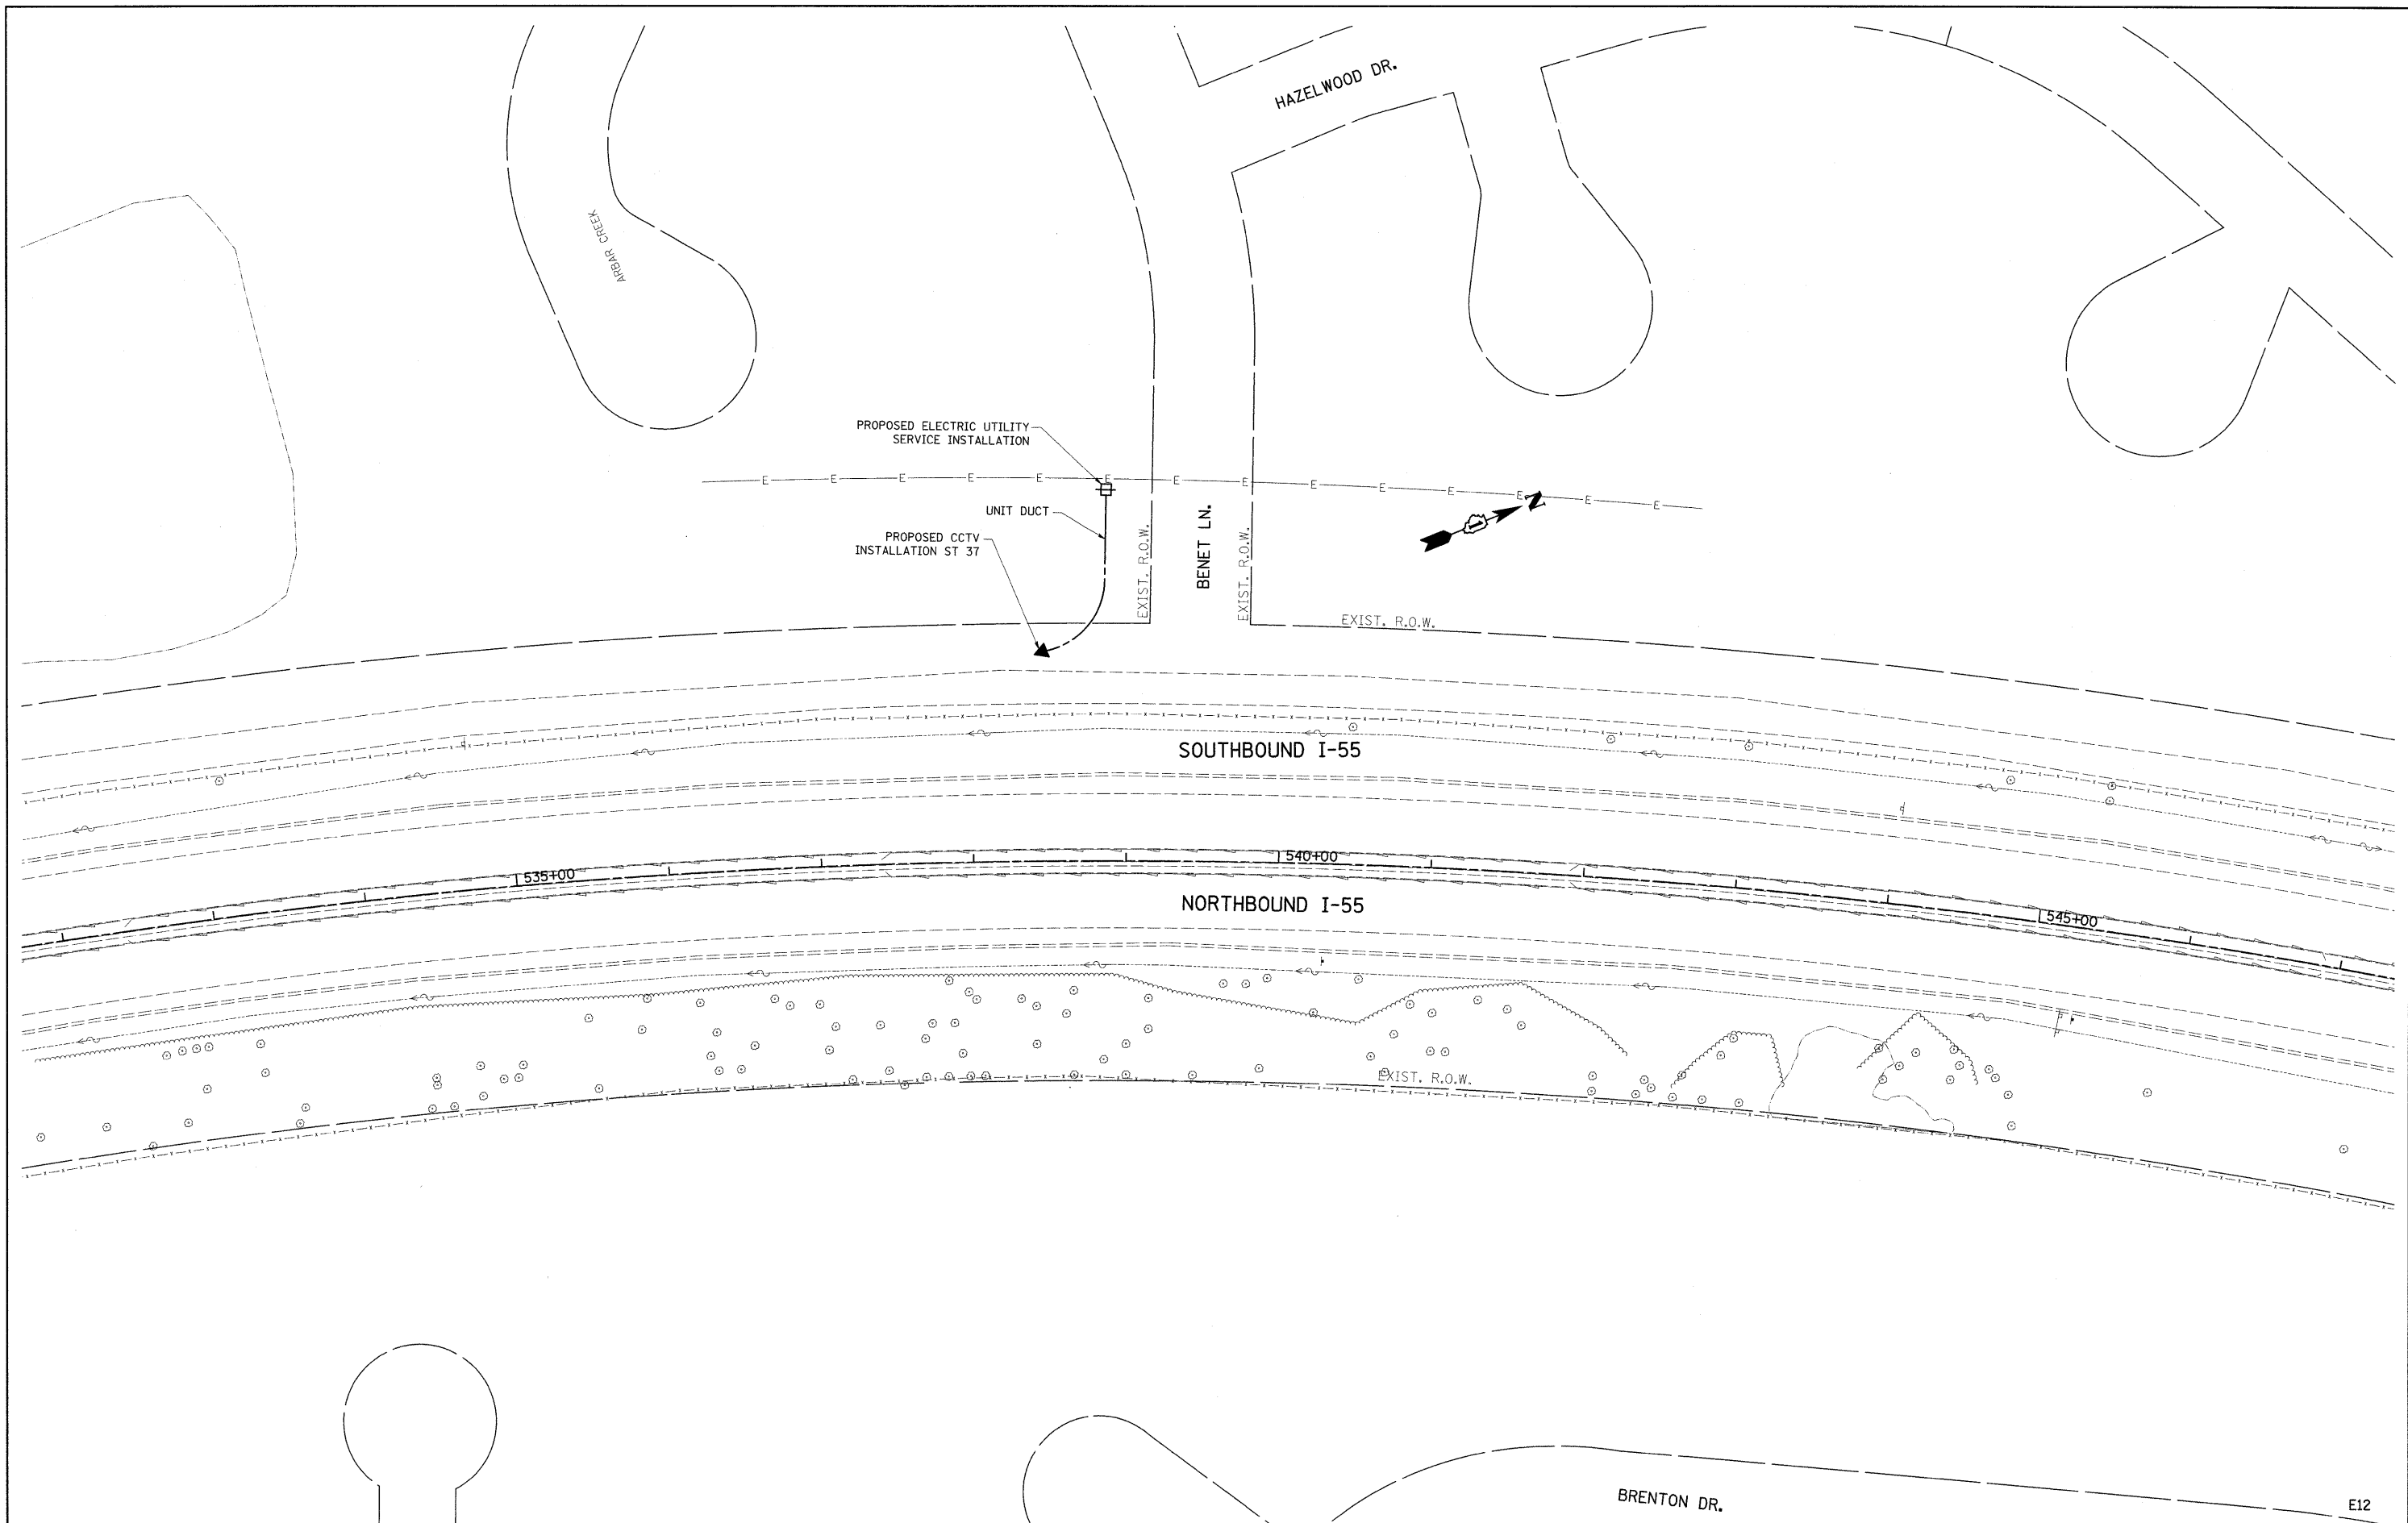 HAZELWOOD DR.
ARBAR CREEK
PROPOSED ELECTRIC UTILITY
SERVICE INSTALLATION
E E E E E E E E E E E E E E
N
UNIT DUCT
PROPOSED CCTV
INSTALLATION ST 37
EXIST. R.O.W.
BENET LN.
EXIST. R.O.W.
EXIST. R.O.W.
SOUTHBOUND I-55
540+00
535+00
NORTHBOUND I-55
545+00
EXIST. R.O.W.
BRENTON DR.
E12